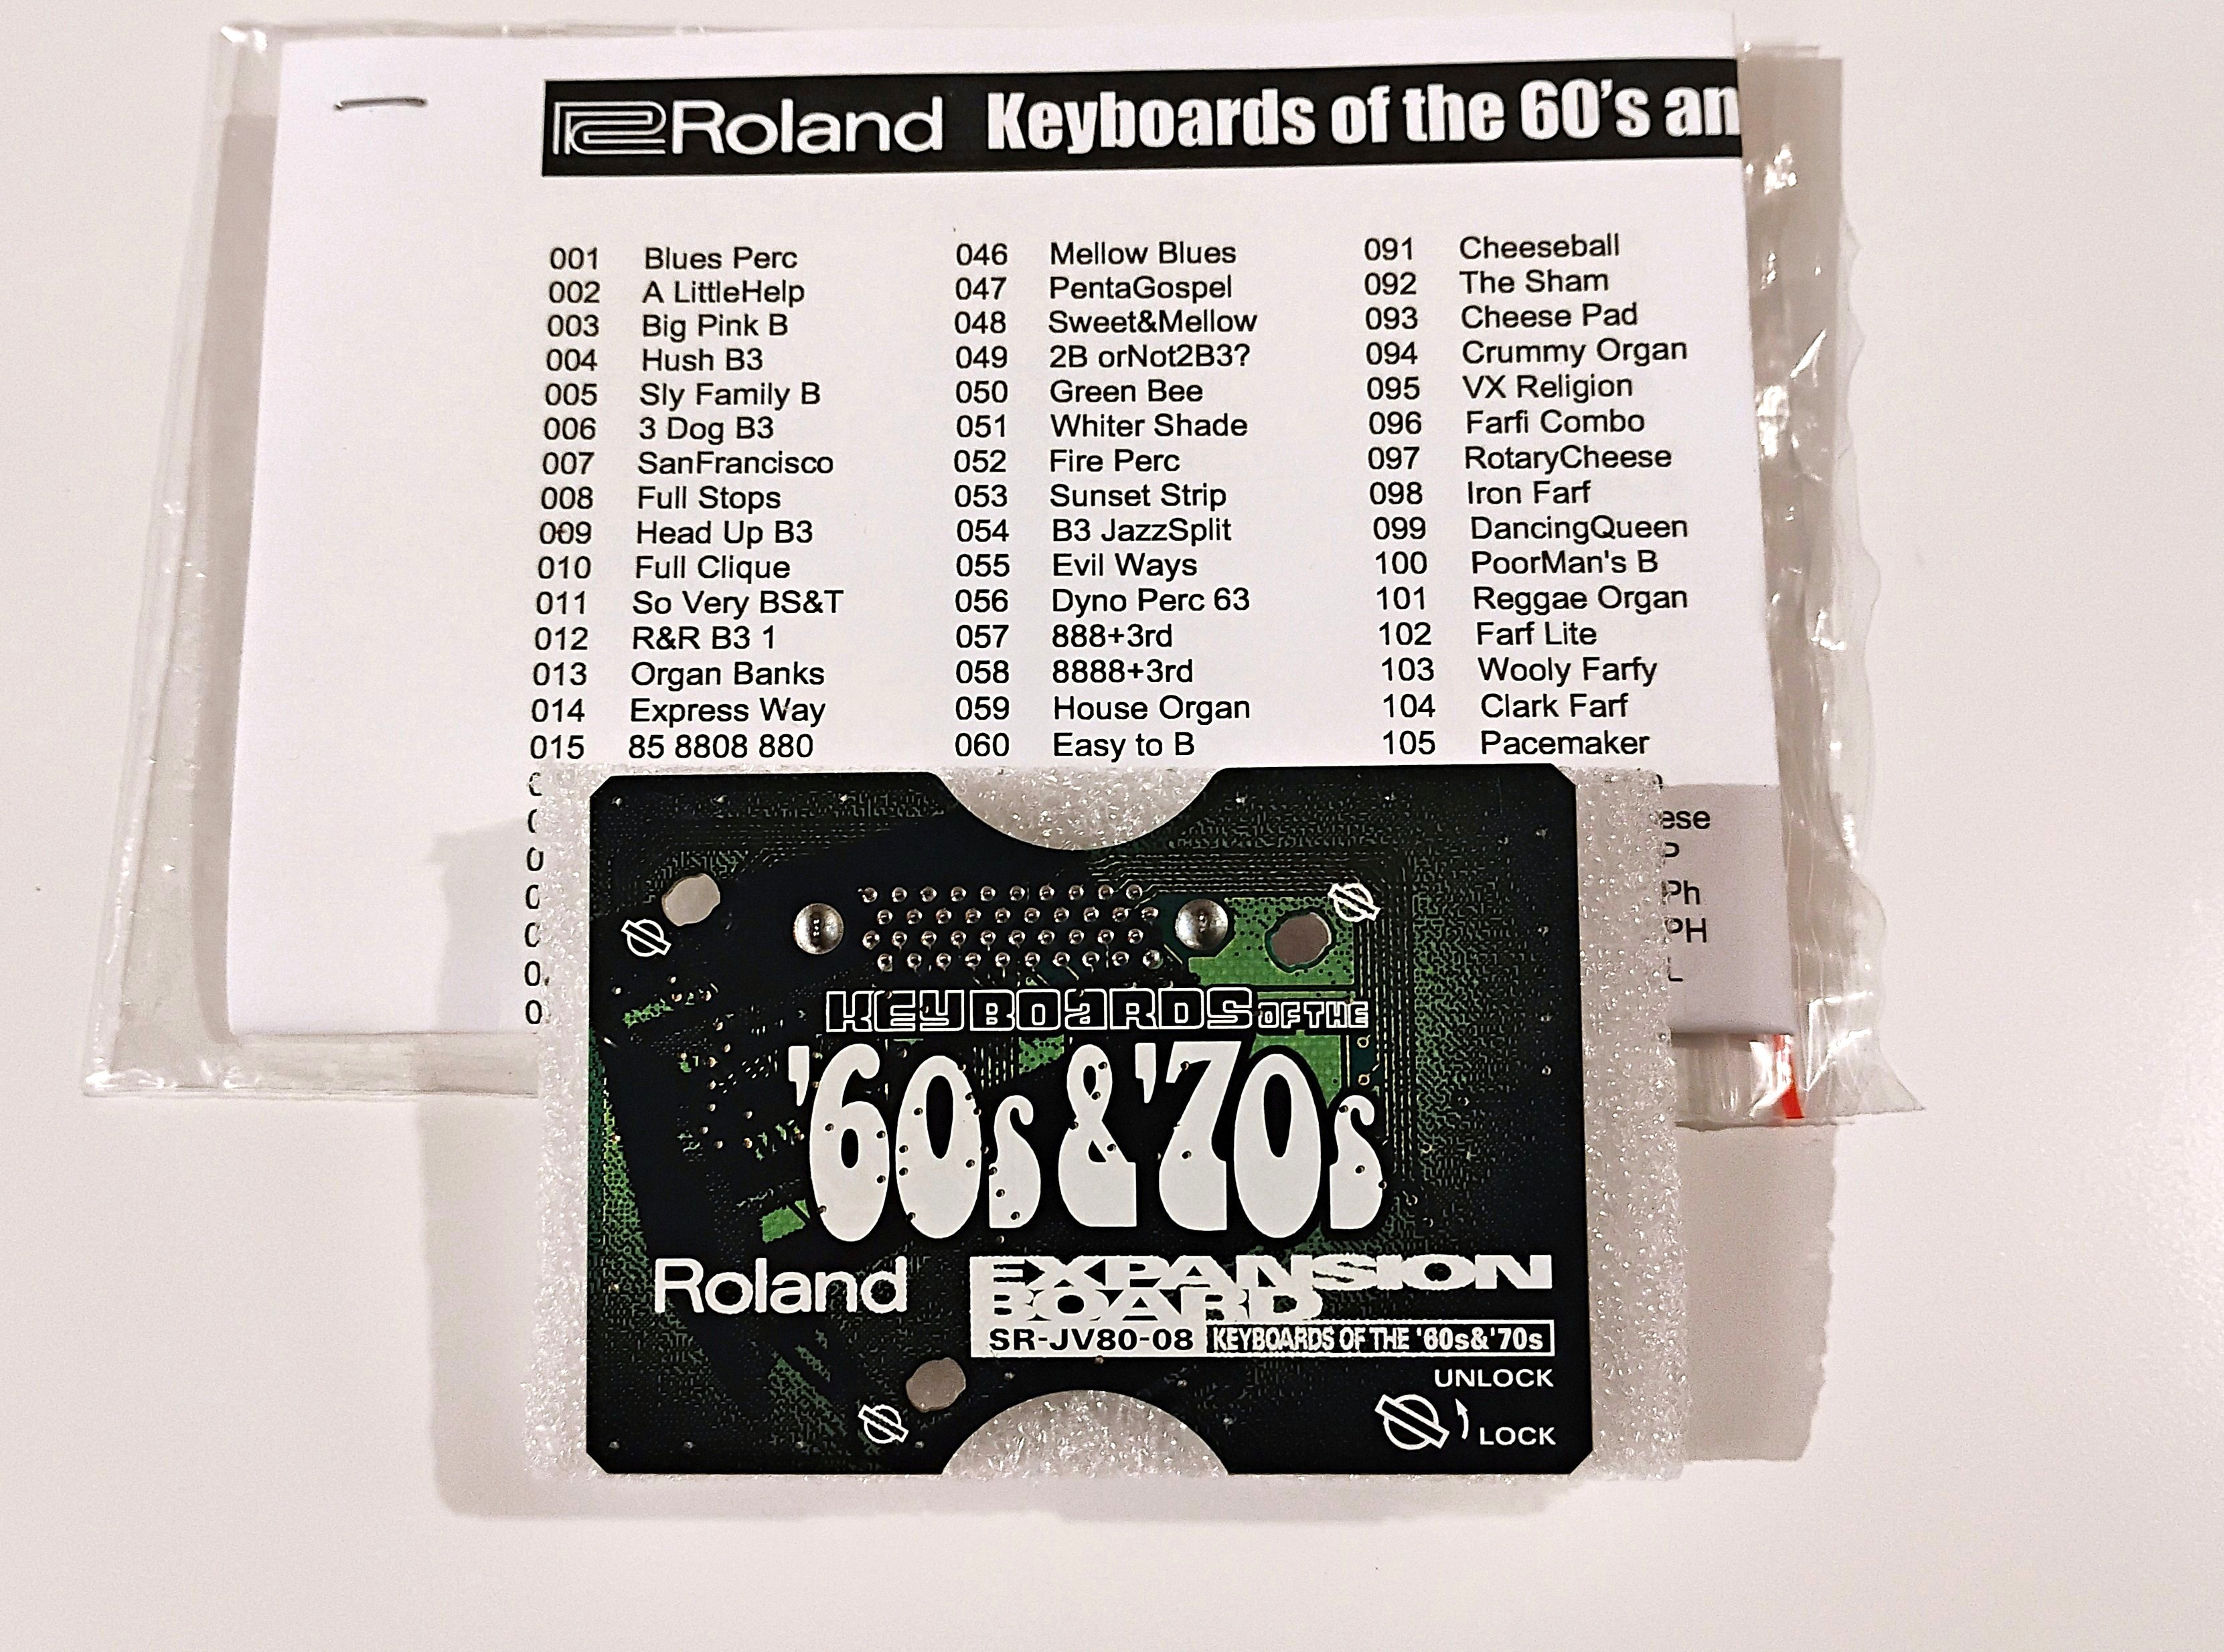 Roland Keyboards of the 60's an
001 Blues Perc 046 Mellow Blues 091 Cheeseball
002 A LittleHelp 047 PentaGospel 092 The Sham
003 Big Pink B 048 Sweet&Mellow 093 Cheese Pad
004 Hush B3 049 2B orNot2B3? 094 Crummy Organ
005 Sly Family B 050 Green Bee 095 VX Religion
006 3 Dog B3 051 Whiter Shade 096 Farfi Combo
007 SanFrancisco 052 Fire Perc 097 RotaryCheese
008 Full Stops 053 Sunset Strip 098 Iron Farf
009 Head Up B3 054 B3 JazzSplit 099 DancingQueen
010 Full Clique 055 Evil Ways 100 PoorMan's B
011 So Very BS&T 056 Dyno Perc 63 101 Reggae Organ
012 R&R B3 1 057 888+3rd 102 Farf Lite
013 Organ Banks 058 8888+3rd 103 Wooly Farfy
014 Express Way 059 House Organ 104 Clark Farf
015 85 8808 880 060 Easy to B 105 Pacemaker
ese
P
Ph
PH
L
KEYBOARDS OF THE
'60s & '70s
Roland EXPANSION
BOARD
SR-JV80-08 KEYBOARDS OF THE '60s&'70s
UNLOCK
LOCK